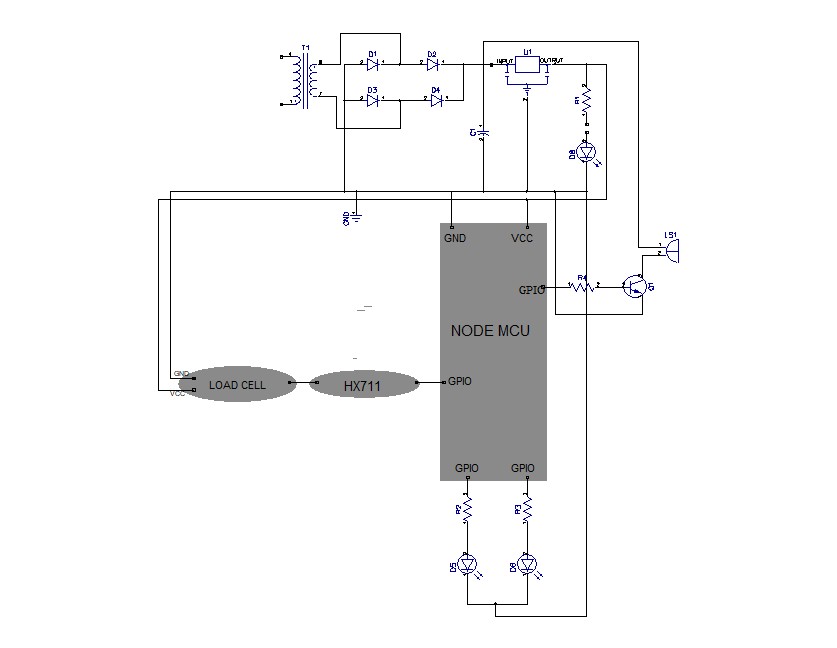 T1
D1
D2
D3
D4
INPUT
U1
OUTPUT
R1
C1
D8
GND
GND
VCC
LS1
GPIO
R4
Q1
NODE MCU
GND
LOAD CELL
VCC
HX711
GPIO
GPIO
GPIO
R2
R3
D5
D6